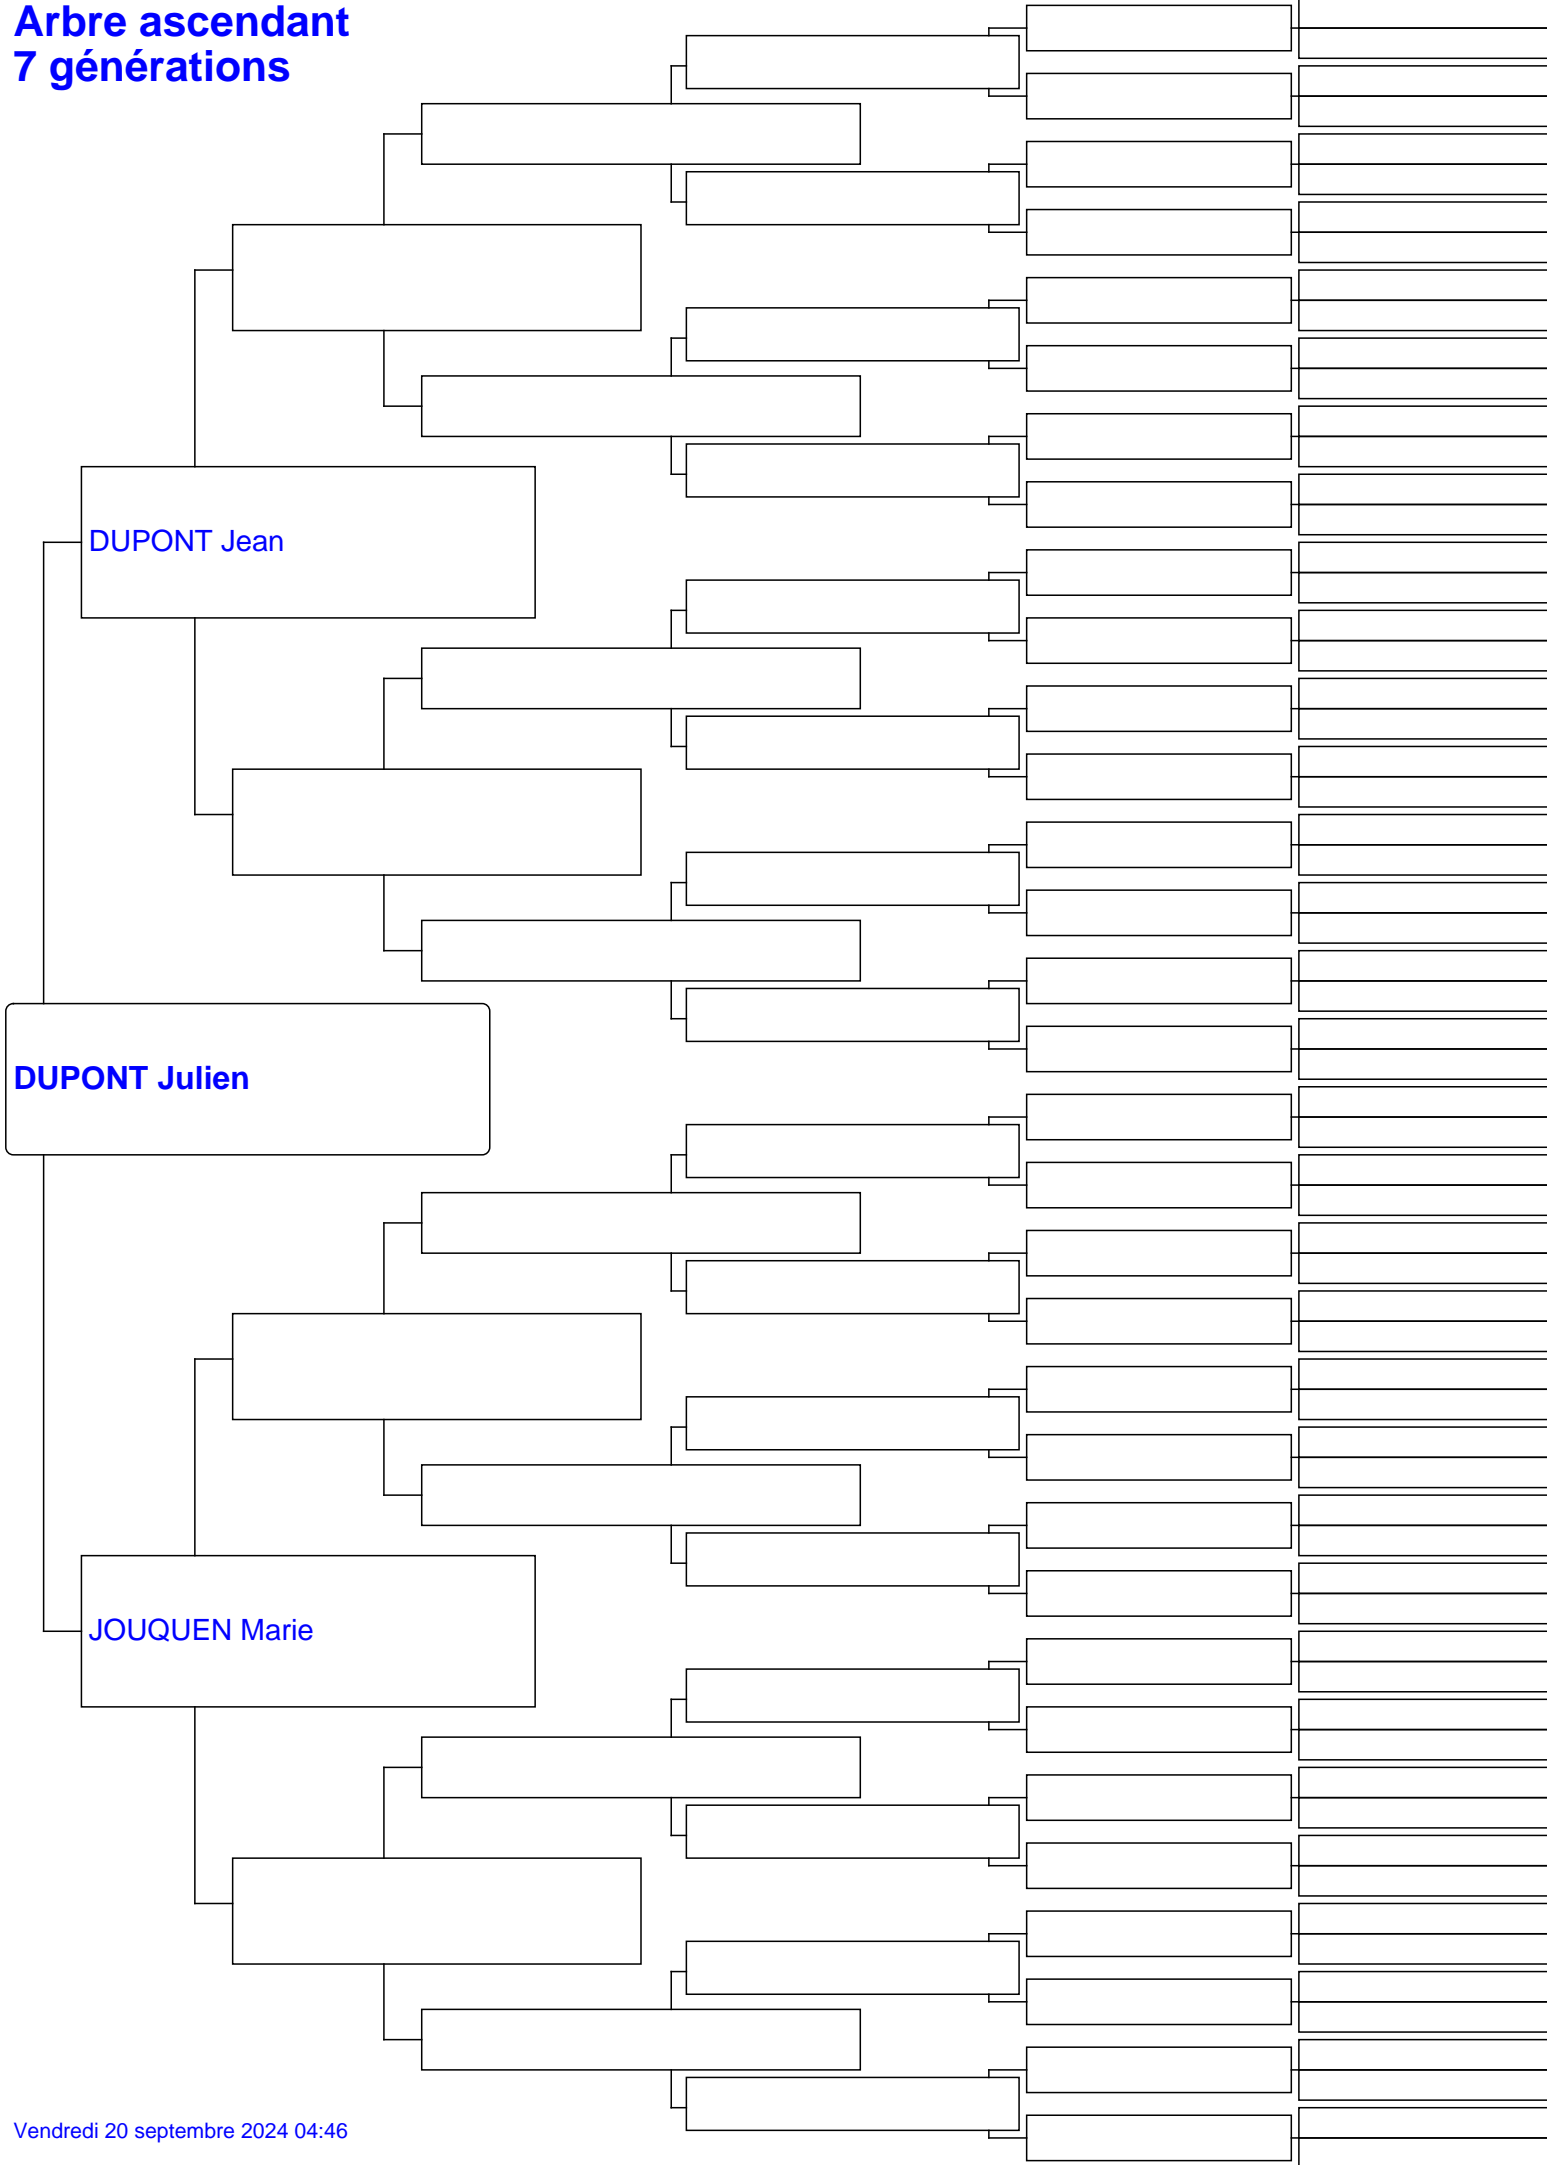 Arbre ascendant
7 générations
DUPONT Jean
DUPONT Julien
JOUQUEN Marie
Vendredi 20 septembre 2024 04:46